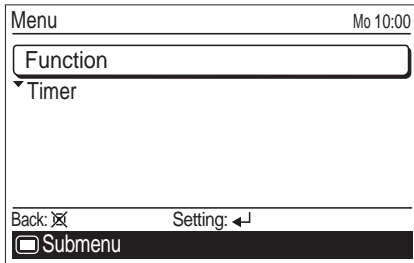 Menu Mo 10:00
Function
Timer
Back: Setting:
Submenu